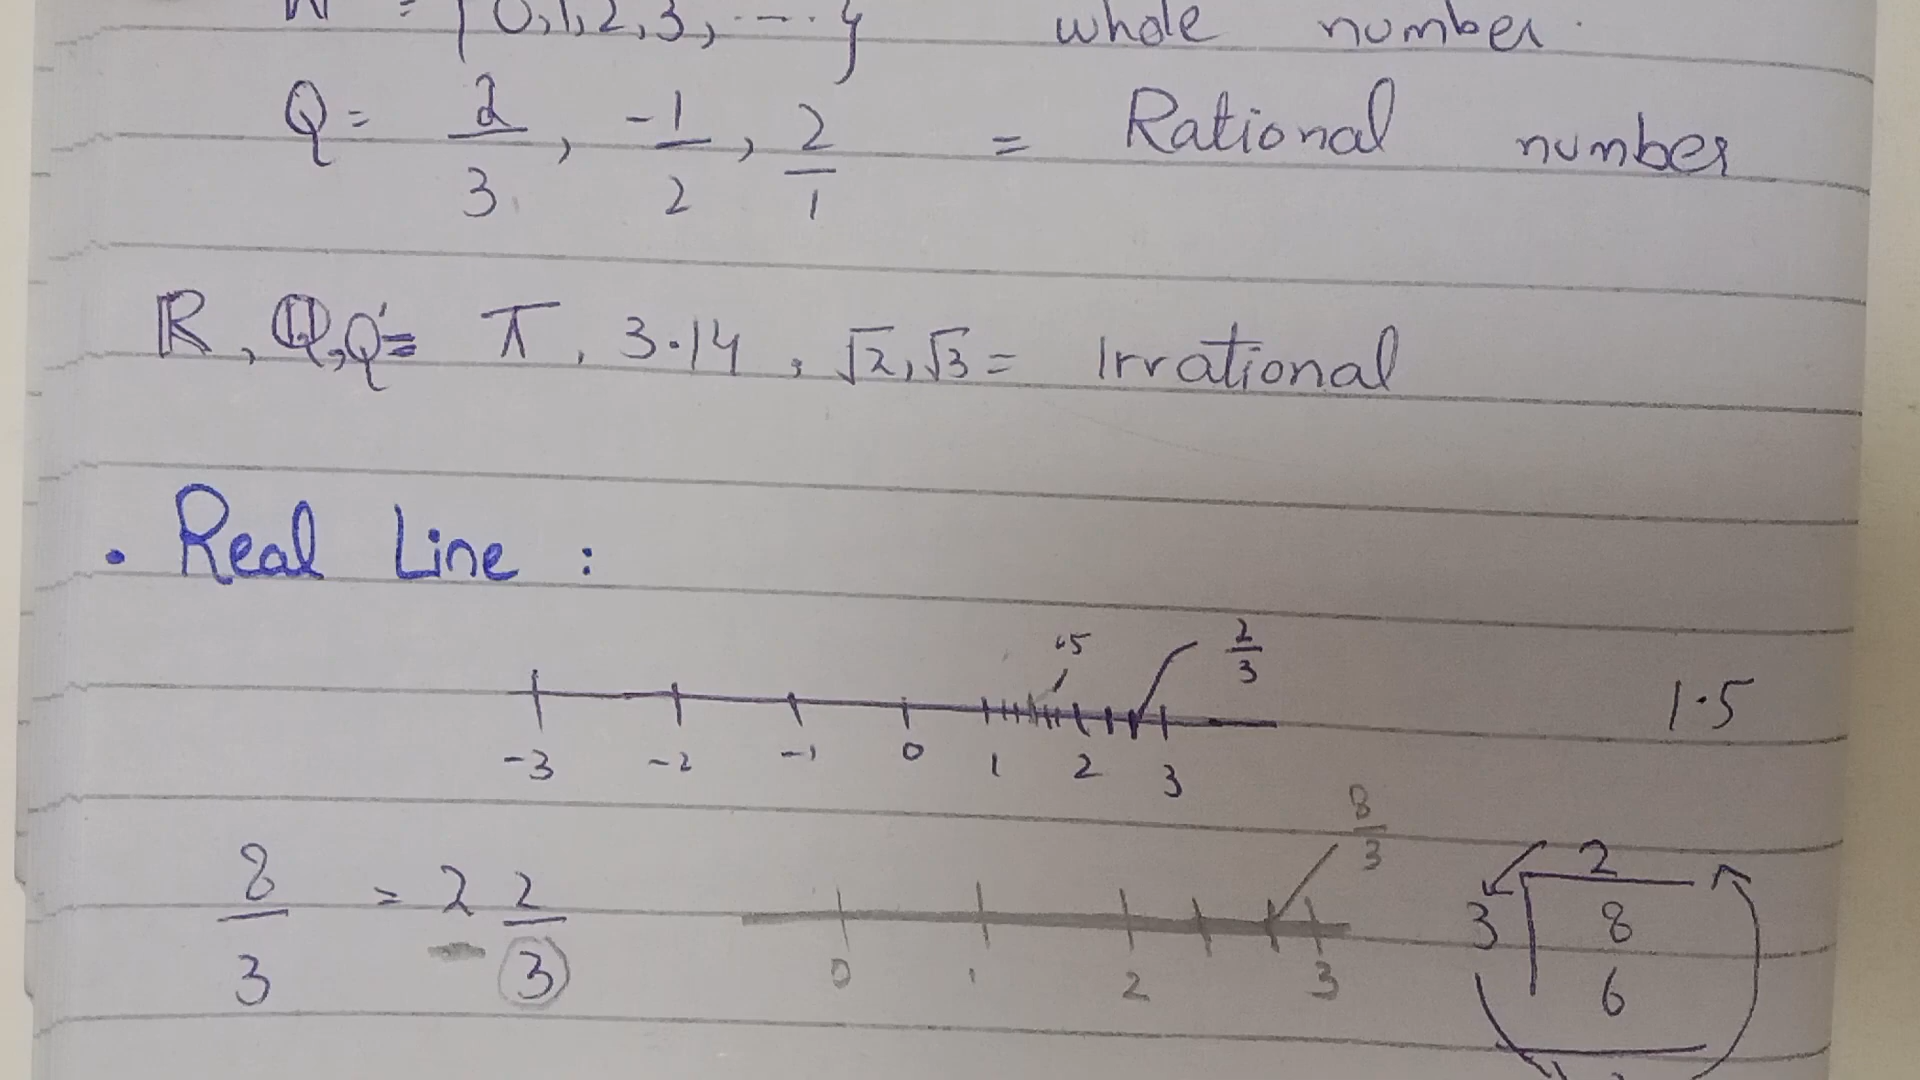 W = {0,1,2,3,.....} whole number.
Q = 2/3, -1/2, 2/1 = Rational number
R, Q, Q' = π, 3.14, √2, √3 = Irrational
• Real Line :
.5 2/3
-3 -2 -1 0 1 2 3
1.5
8/3 = 2 2/3
8/3
0 1 2 3
2
3 8
6